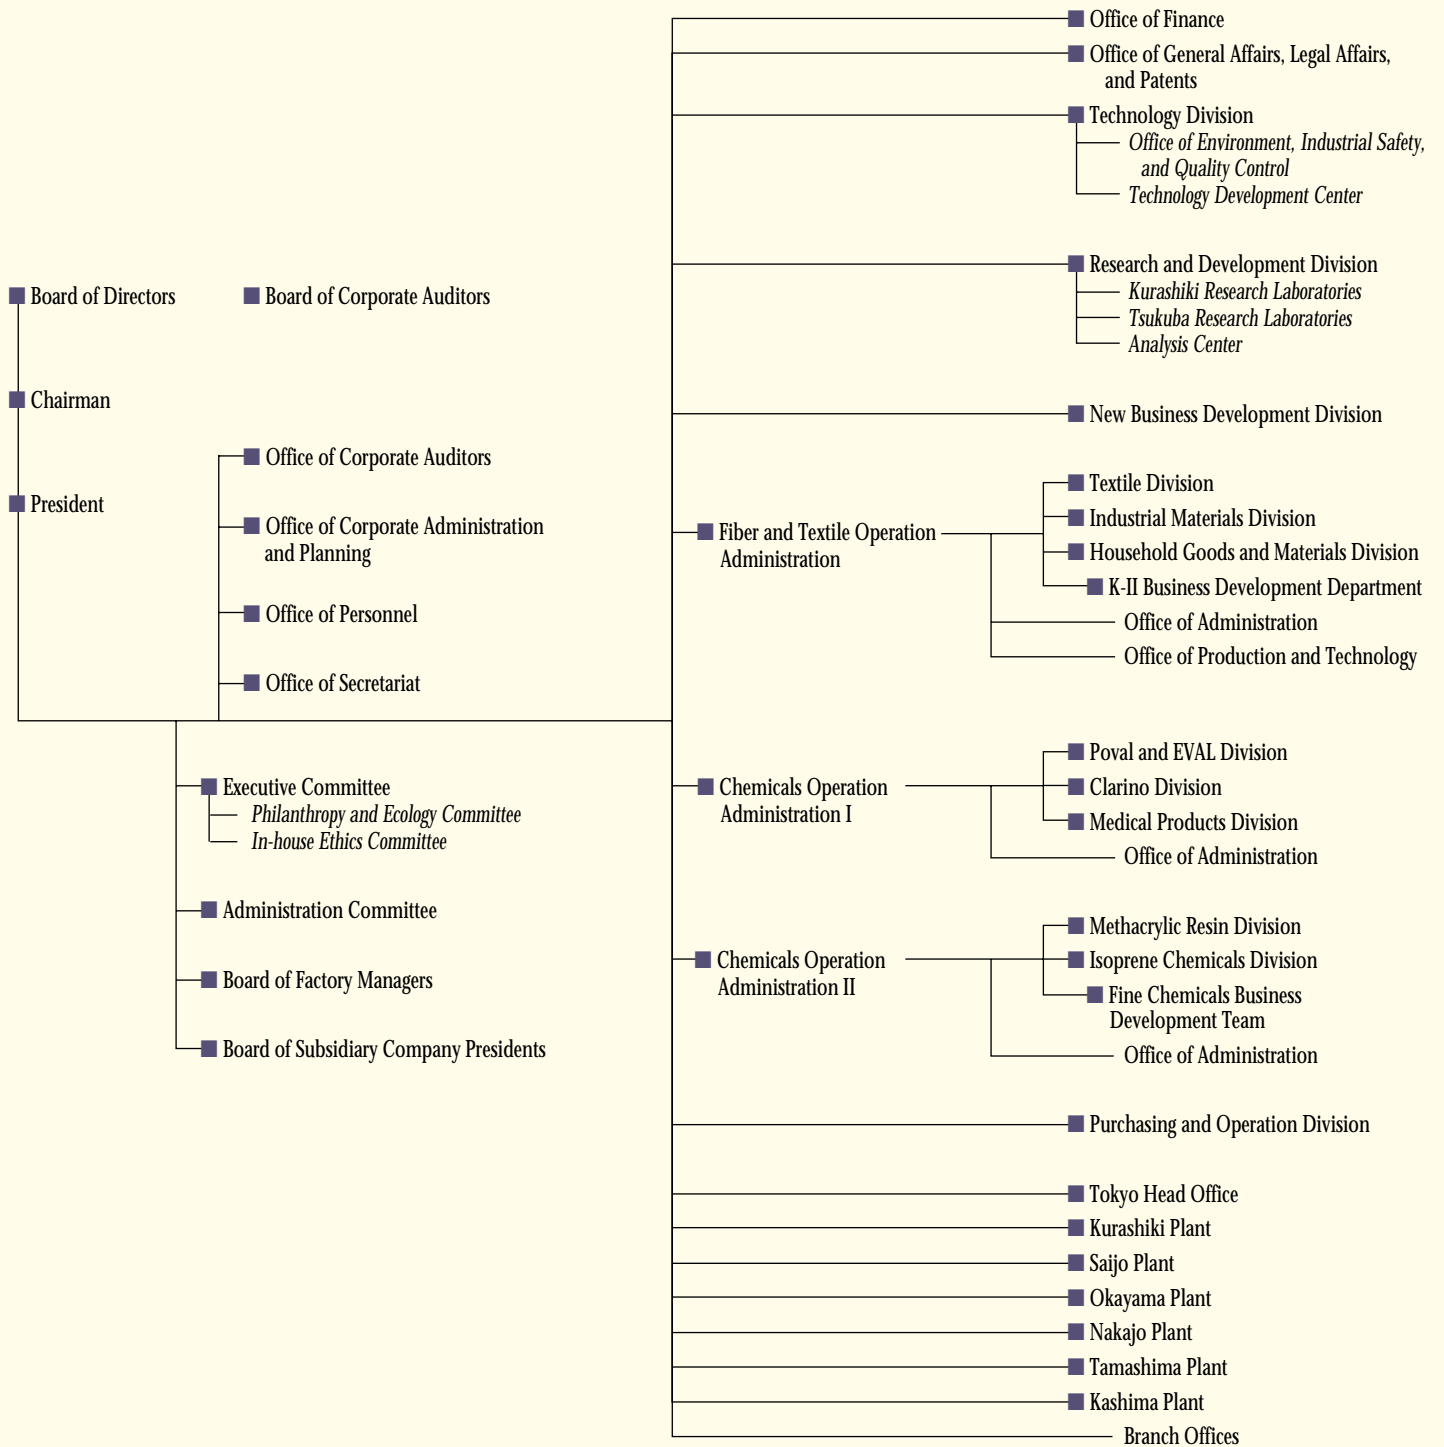 Board of Directors
Board of Corporate Auditors
Chairman
President
Office of Corporate Auditors
Office of Corporate Administration
and Planning
Office of Personnel
Office of Secretariat
Executive Committee
Philanthropy and Ecology Committee
In-house Ethics Committee
Administration Committee
Board of Factory Managers
Board of Subsidiary Company Presidents
Office of Finance
Office of General Affairs, Legal Affairs,
and Patents
Technology Division
Office of Environment, Industrial Safety,
and Quality Control
Technology Development Center
Research and Development Division
Kurashiki Research Laboratories
Tsukuba Research Laboratories
Analysis Center
New Business Development Division
Fiber and Textile Operation
Administration
Textile Division
Industrial Materials Division
Household Goods and Materials Division
K-II Business Development Department
Office of Administration
Office of Production and Technology
Chemicals Operation
Administration I
Poval and EVAL Division
Clarino Division
Medical Products Division
Office of Administration
Chemicals Operation
Administration II
Methacrylic Resin Division
Isoprene Chemicals Division
Fine Chemicals Business
Development Team
Office of Administration
Purchasing and Operation Division
Tokyo Head Office
Kurashiki Plant
Saijo Plant
Okayama Plant
Nakajo Plant
Tamashima Plant
Kashima Plant
Branch Offices